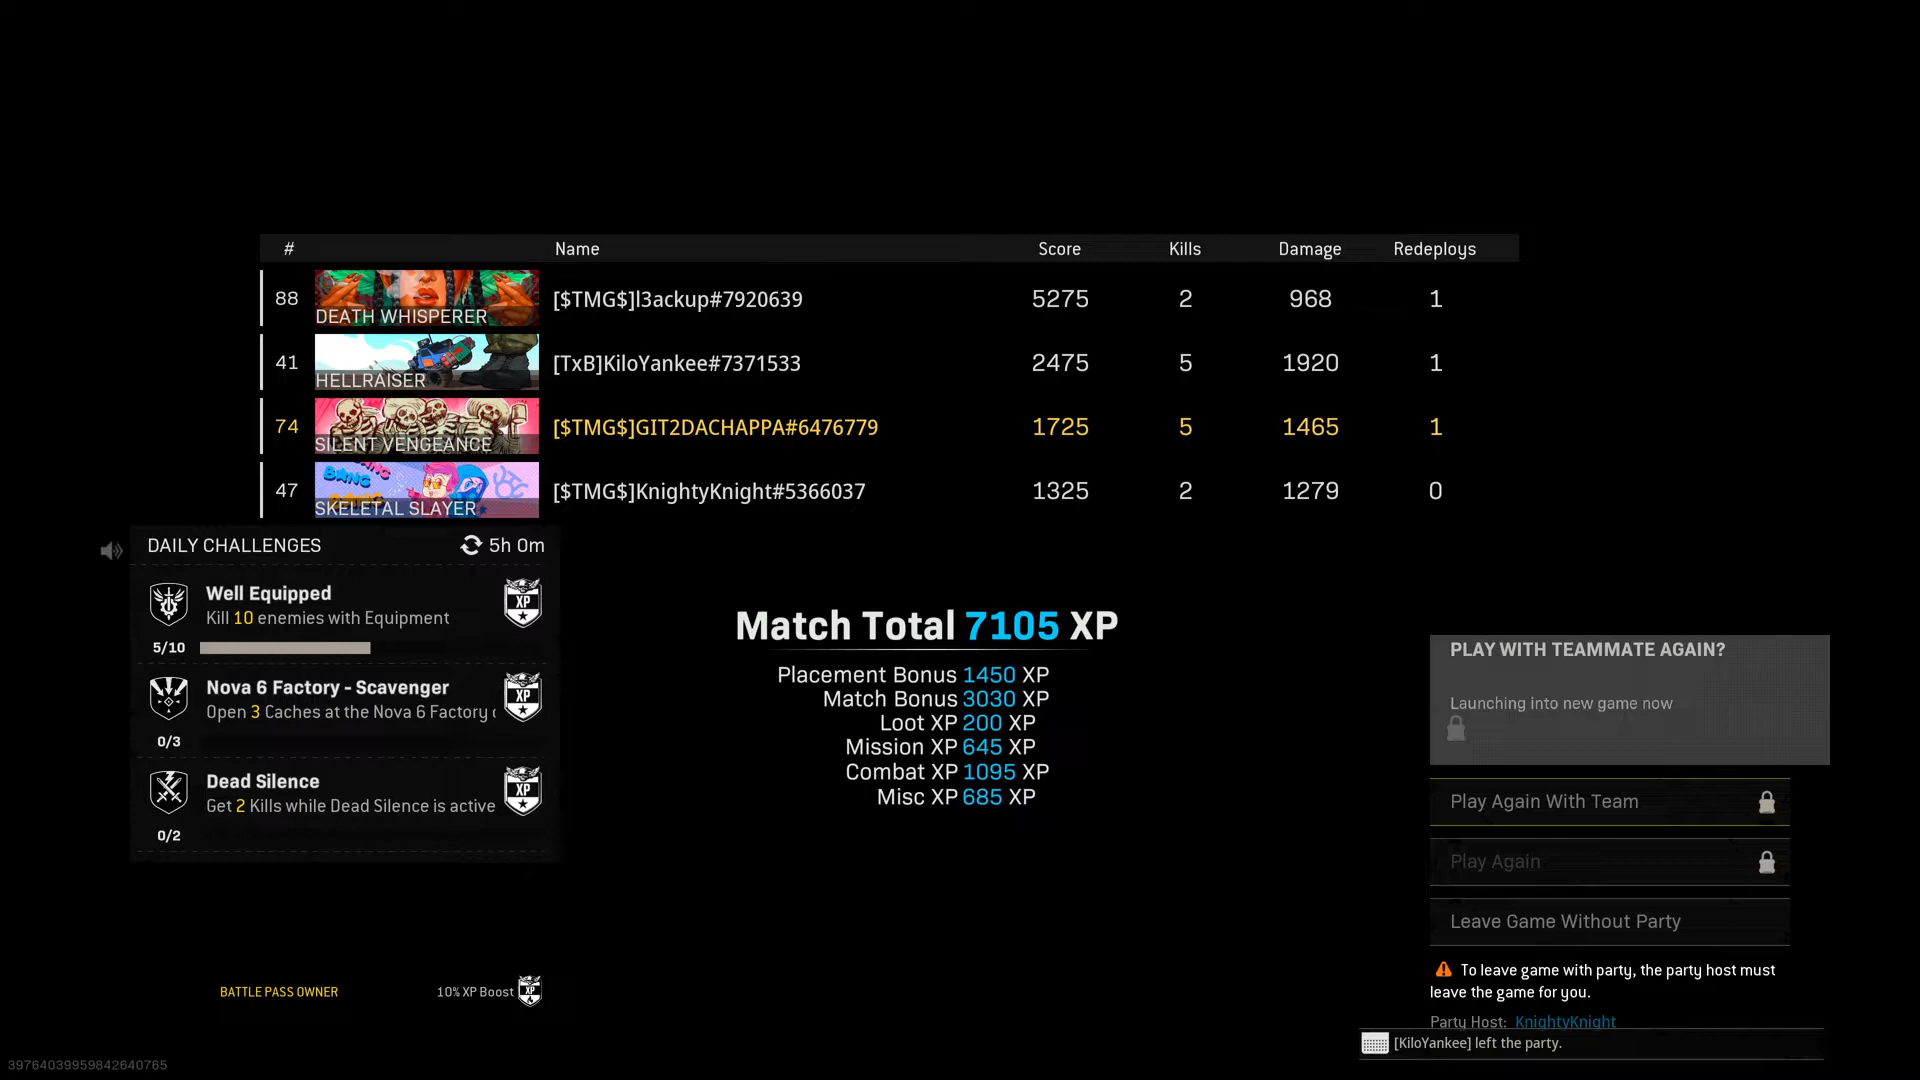 # Name Score Kills Damage Redeploys
88 DEATH WHISPERER [$TMG$]l3ackup#7920639 5275 2 968 1
41 HELLRAISER [TxB]KiloYankee#7371533 2475 5 1920 1
74 SILENT VENGEANCE [$TMG$]GIT2DACHAPPA#6476779 1725 5 1465 1
47 SKELETAL SLAYER [$TMG$]KnightyKnight#5366037 1325 2 1279 0
DAILY CHALLENGES 5h 0m
Well Equipped
Kill 10 enemies with Equipment
XP
5/10
Nova 6 Factory - Scavenger
Open 3 Caches at the Nova 6 Factory
XP
0/3
Dead Silence
Get 2 Kills while Dead Silence is active
XP
0/2
BATTLE PASS OWNER 10% XP Boost XP
Match Total 7105 XP
Placement Bonus 1450 XP
Match Bonus 3030 XP
Loot XP 200 XP
Mission XP 645 XP
Combat XP 1095 XP
Misc XP 685 XP
PLAY WITH TEAMMATE AGAIN?
Launching into new game now
Play Again With Team
Play Again
Leave Game Without Party
To leave game with party, the party host must
leave the game for you.
Party Host: KnightyKnight
[KiloYankee] left the party.
39764039959842640765